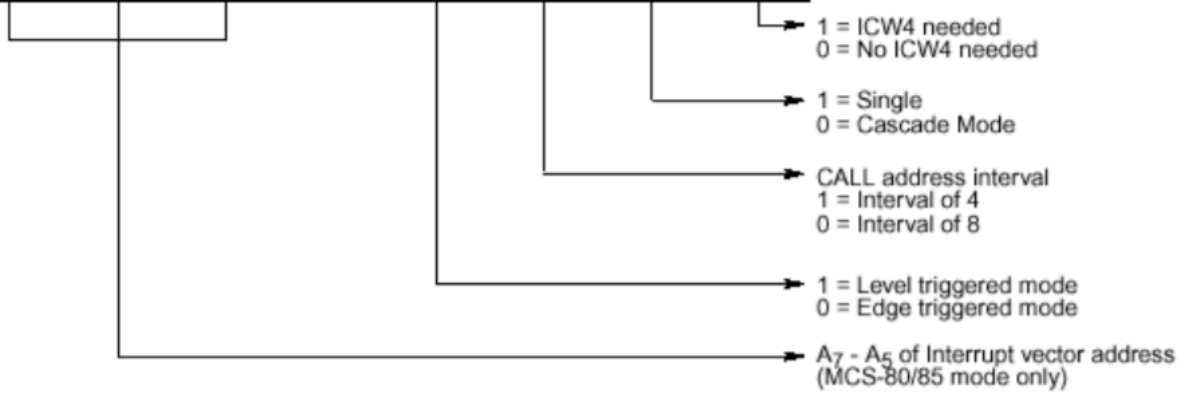 1 = ICW4 needed
0 = No ICW4 needed
1 = Single
0 = Cascade Mode
CALL address interval
1 = Interval of 4
0 = Interval of 8
1 = Level triggered mode
0 = Edge triggered mode
A7 - A5 of Interrupt vector address
(MCS-80/85 mode only)